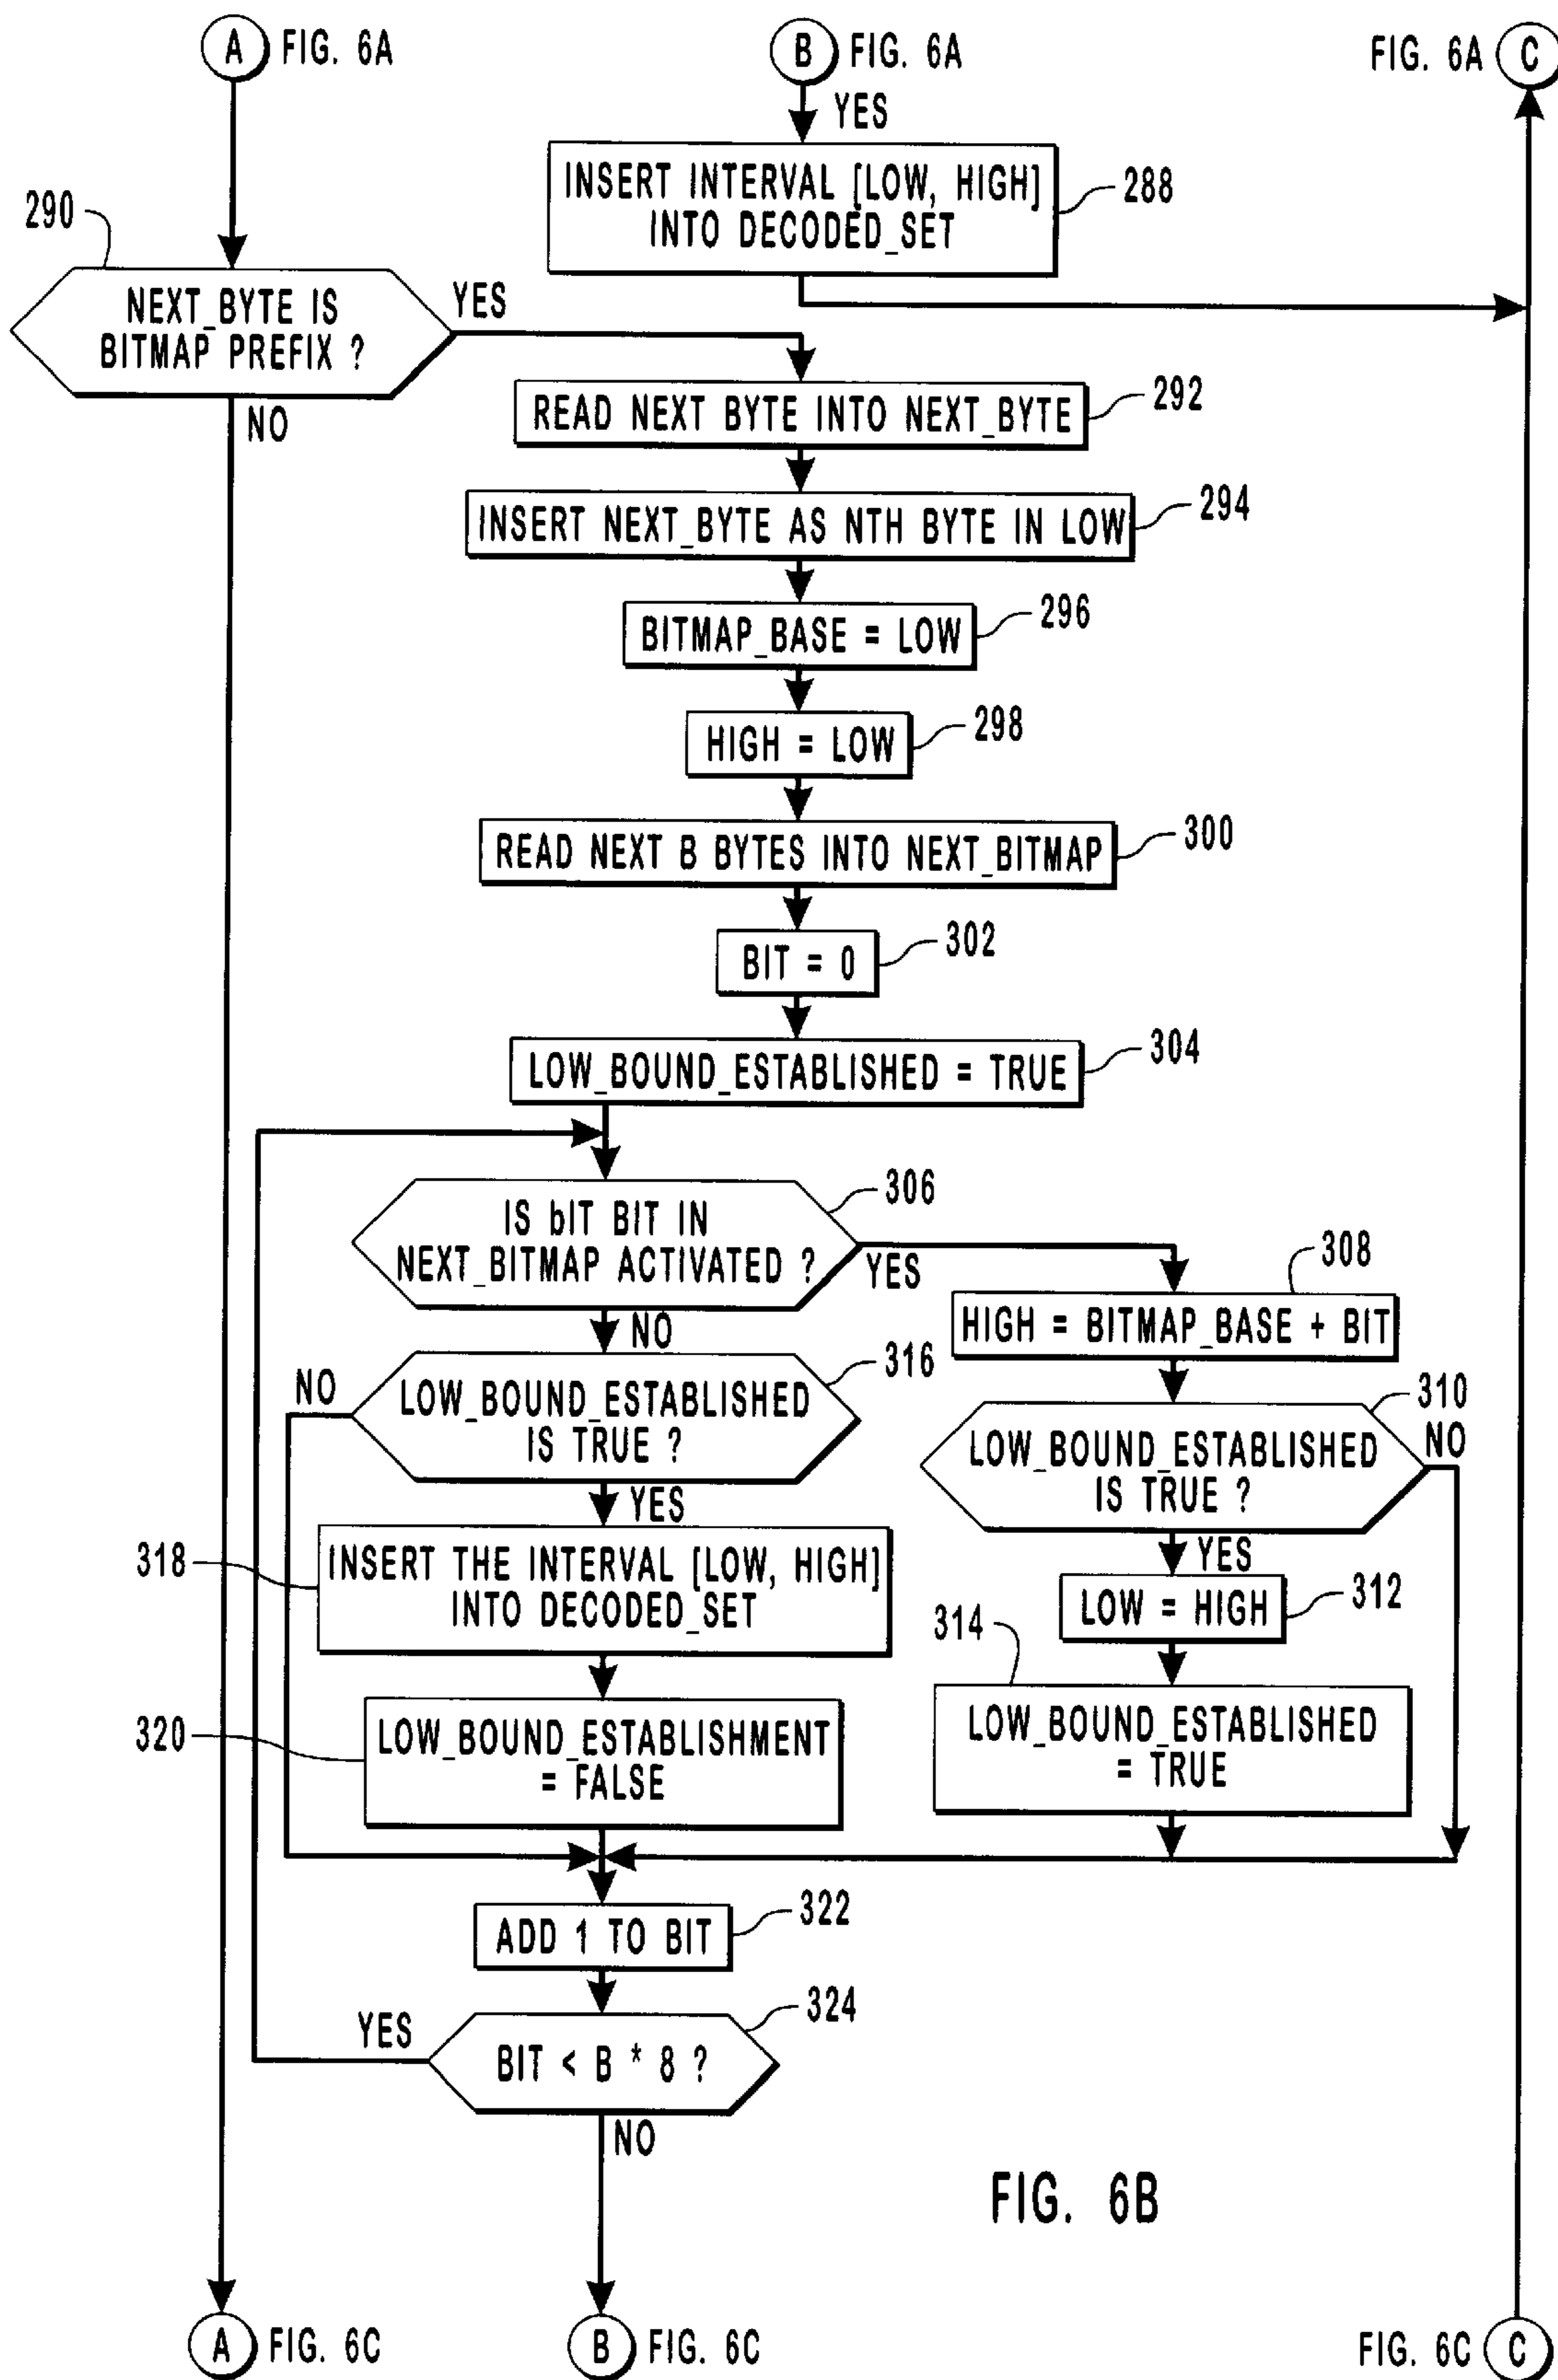 A FIG. 6A
B FIG. 6A
FIG. 6A C
YES
INSERT INTERVAL [LOW, HIGH]
INTO DECODED_SET
288
290
NEXT_BYTE IS
BITMAP PREFIX ?
YES
NO
READ NEXT BYTE INTO NEXT_BYTE
292
INSERT NEXT_BYTE AS NTH BYTE IN LOW
294
BITMAP_BASE = LOW
296
HIGH = LOW
298
READ NEXT B BYTES INTO NEXT_BITMAP
300
BIT = 0
302
LOW_BOUND_ESTABLISHED = TRUE
304
IS bIT BIT IN
NEXT_BITMAP ACTIVATED ?
306
YES
NO
308
HIGH = BITMAP_BASE + BIT
316
NO
LOW_BOUND_ESTABLISHED
IS TRUE ?
YES
310
LOW_BOUND_ESTABLISHED
IS TRUE ?
NO
YES
318
INSERT THE INTERVAL [LOW, HIGH]
INTO DECODED_SET
LOW = HIGH
312
314
LOW_BOUND_ESTABLISHED
= TRUE
320
LOW_BOUND_ESTABLISHMENT
= FALSE
ADD 1 TO BIT
322
324
YES
BIT < B * 8 ?
NO
FIG. 6B
A FIG. 6C
B FIG. 6C
FIG. 6C C